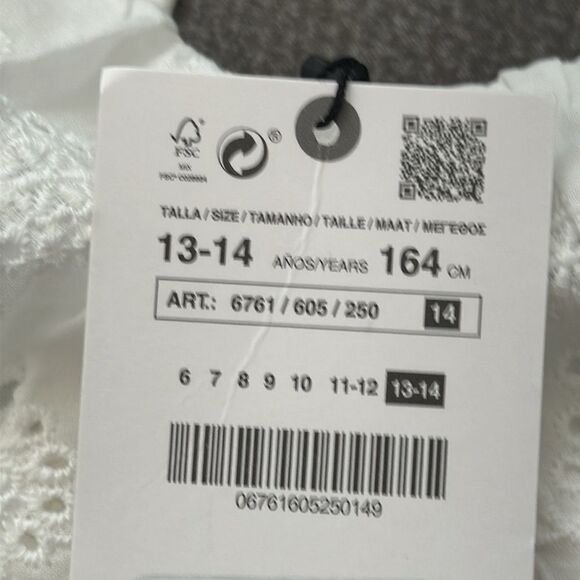 FSC
MIX
®
TALLA / SIZE / TAMANHO / TAILLE / MAAT / ΜΕΓΕΘΟΣ
13-14 AÑOS/YEARS 164 CM
ART.: 6761 / 605 / 250 14
6 7 8 9 10 11-12 13-14
06761605250149